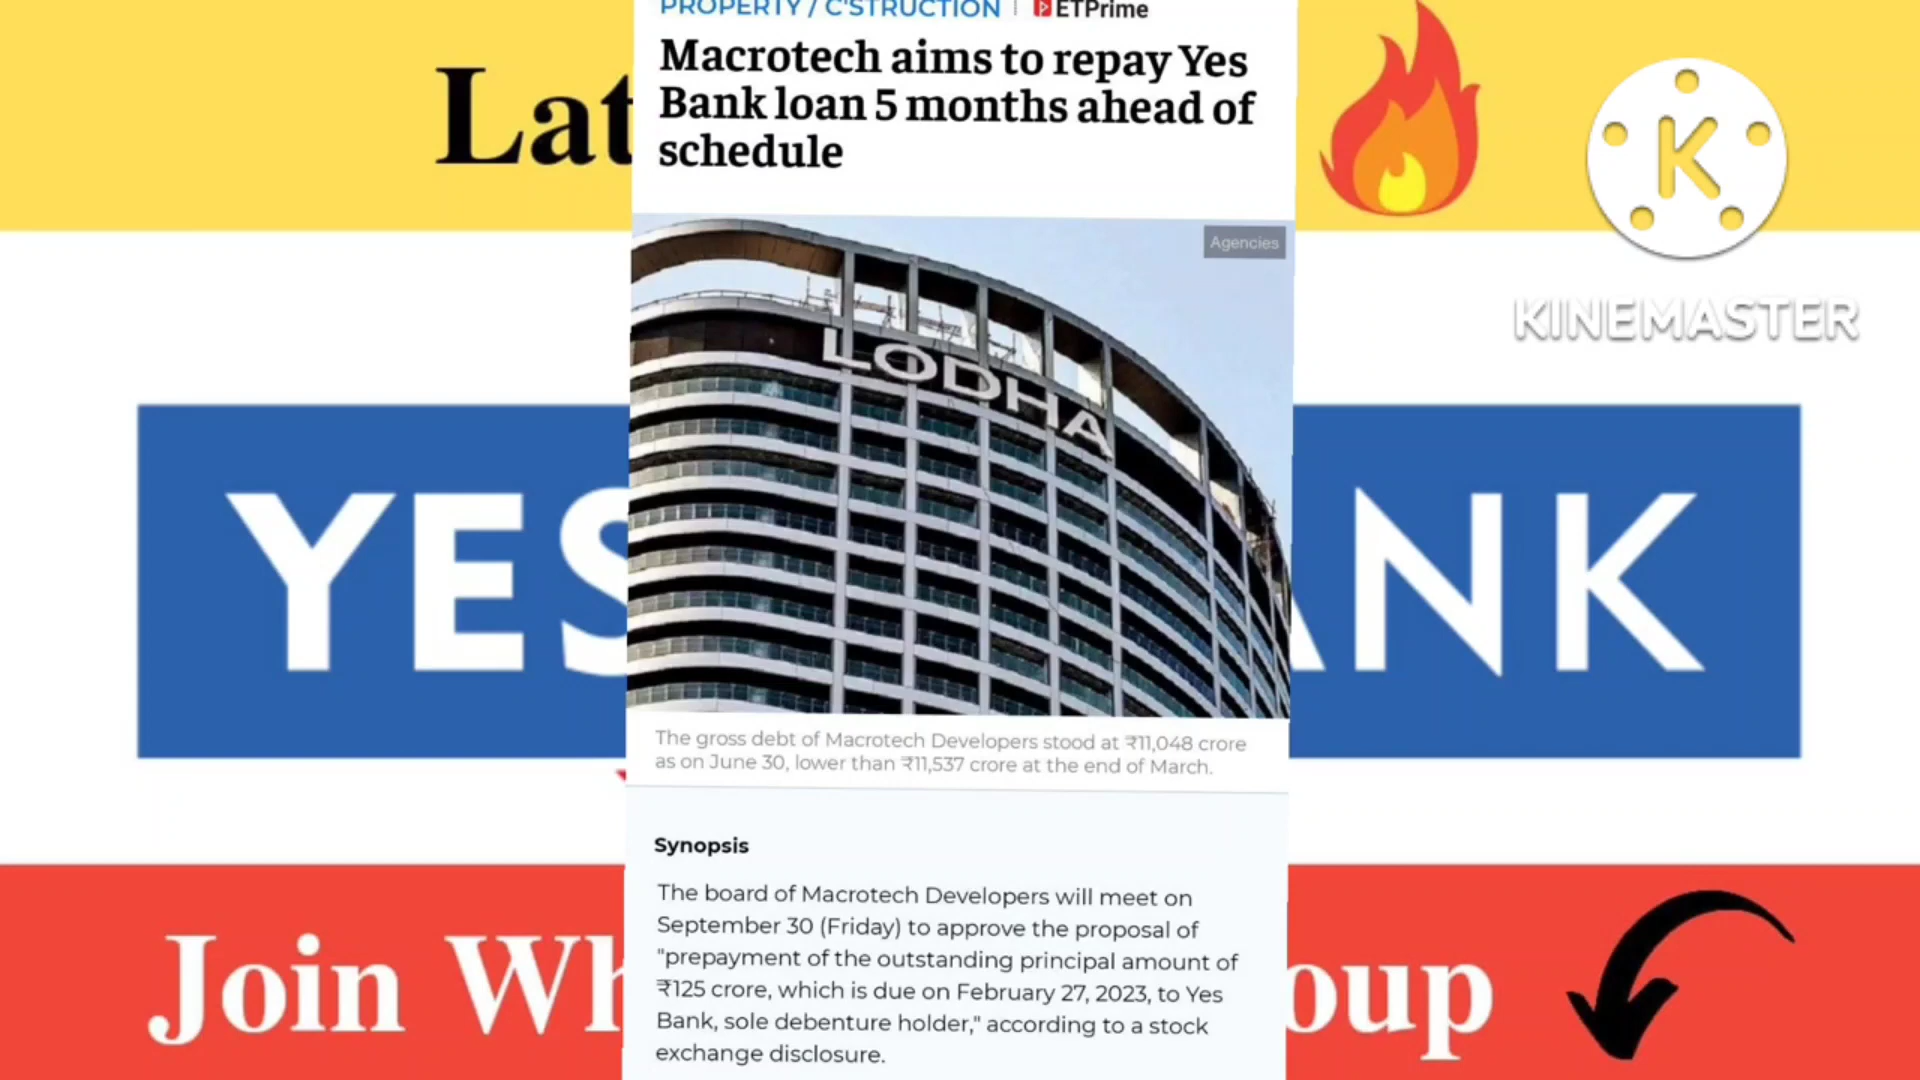 PROPERTY / C'STRUCTION | ETPrime
Macrotech aims to repay Yes
Bank loan 5 months ahead of
schedule
Lat
K
KINEMASTER
Agencies
LODHA
YES
ANK
The gross debt of Macrotech Developers stood at ₹11,048 crore
as on June 30, lower than ₹11,537 crore at the end of March.
Synopsis
The board of Macrotech Developers will meet on
September 30 (Friday) to approve the proposal of
"prepayment of the outstanding principal amount of
₹125 crore, which is due on February 27, 2023, to Yes
Bank, sole debenture holder," according to a stock
exchange disclosure.
Join Wh
oup